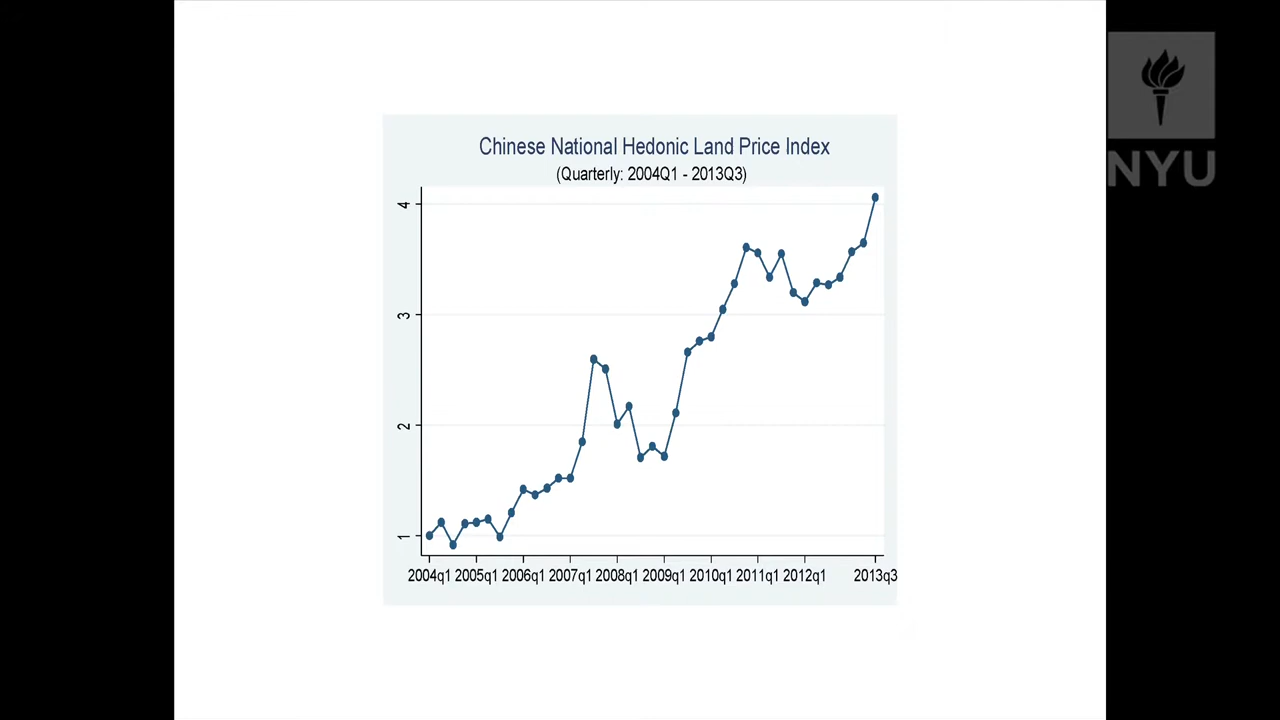 Chinese National Hedonic Land Price Index
(Quarterly: 2004Q1 - 2013Q3)
4
3
2
1
2004q1 2005q1 2006q1 2007q1 2008q1 2009q1 2010q1 2011q1 2012q1 2013q3
NYU